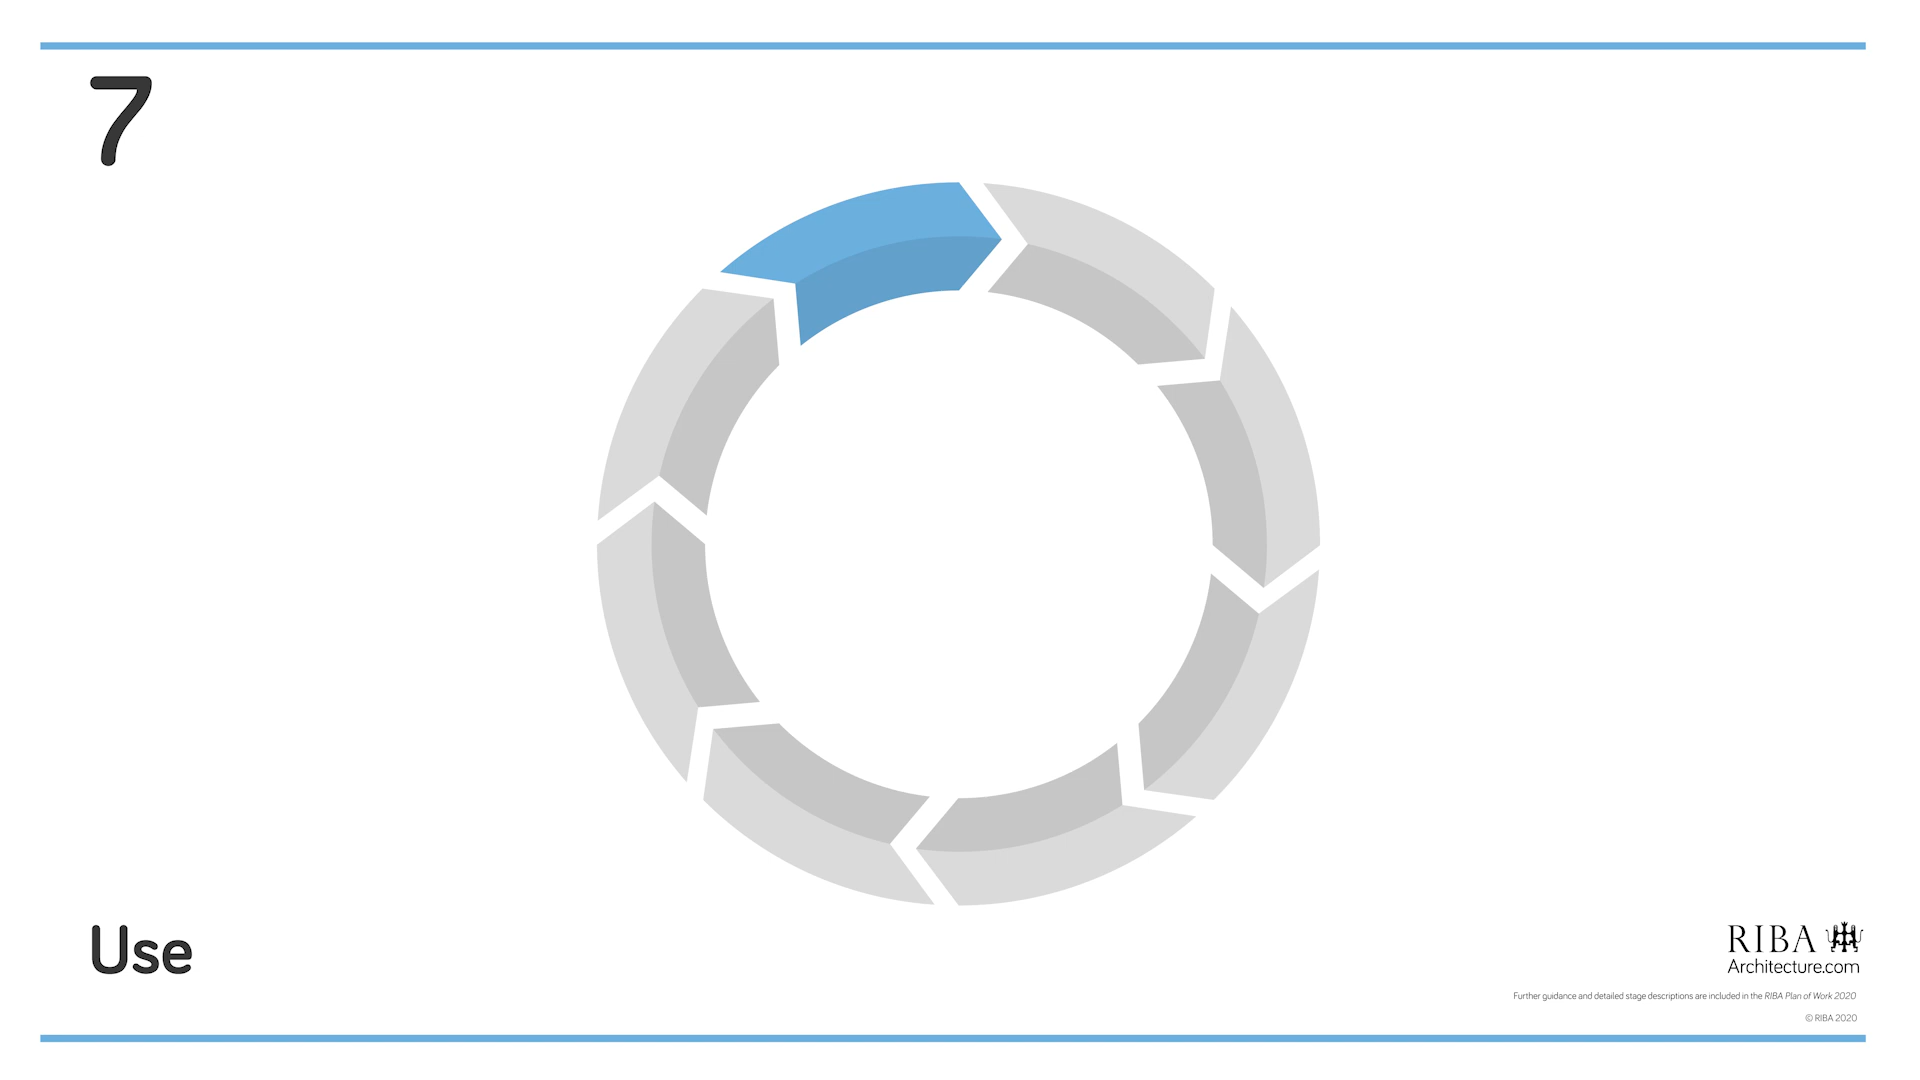 7
Use
RIBA
Architecture.com
Further guidance and detailed stage descriptions are included in the RIBA Plan of Work 2020
© RIBA 2020